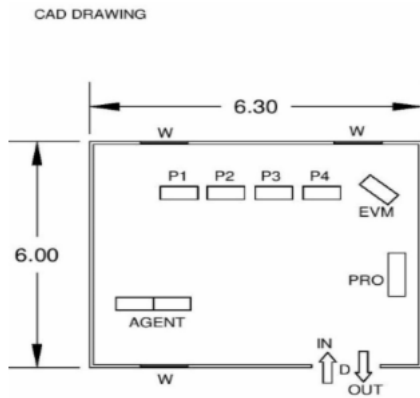 CAD DRAWING
6.30
W W
P1 P2 P3 P4
EVM
6.00
PRO
AGENT
IN
W D
OUT